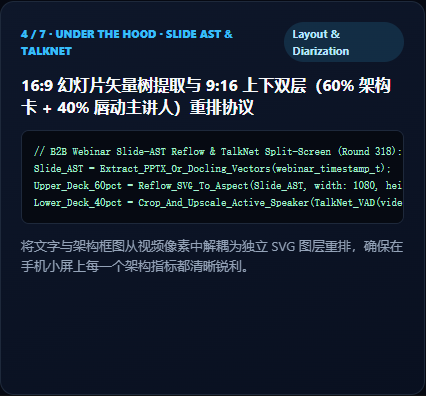 4 / 7 · UNDER THE HOOD · SLIDE AST &
TALKNET
Layout &
Diarization
16:9 幻灯片矢量树提取与 9:16 上下双层（60% 架构
卡 + 40% 唇动主讲人）重排协议
// B2B Webinar Slide-AST Reflow & TalkNet Split-Screen (Round 318):
Slide_AST = Extract_PPTX_Or_Docling_Vectors(webinar_timestamp_t);
Upper_Deck_60pct = Reflow_SVG_To_Aspect(Slide_AST, width: 1080, hei
Lower_Deck_40pct = Crop_And_Upscale_Active_Speaker(TalkNet_VAD(vide
将文字与架构框图从视频像素中解耦为独立 SVG 图层重排，确保在
手机小屏上每一个架构指标都清晰锐利。